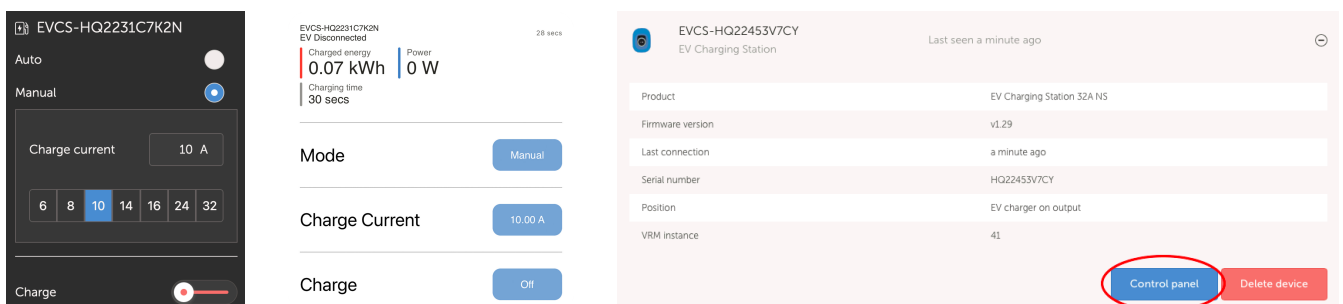 EVCS-HQ2231C7K2N
Auto
Manual
Charge current
10 A
6 8 10 14 16 24 32
Charge
EVCS-HQ2231C7K2N
EV Disconnected
28 secs
Charged energy
0.07 kWh
Power
0 W
Charging time
30 secs
Mode
Manual
Charge Current
10.00 A
Charge
Off
EVCS-HQ22453V7CY
EV Charging Station
Last seen a minute ago
Product EV Charging Station 32A NS
Firmware version v1.29
Last connection a minute ago
Serial number HQ22453V7CY
Position EV charger on output
VRM instance 41
Control panel
Delete device